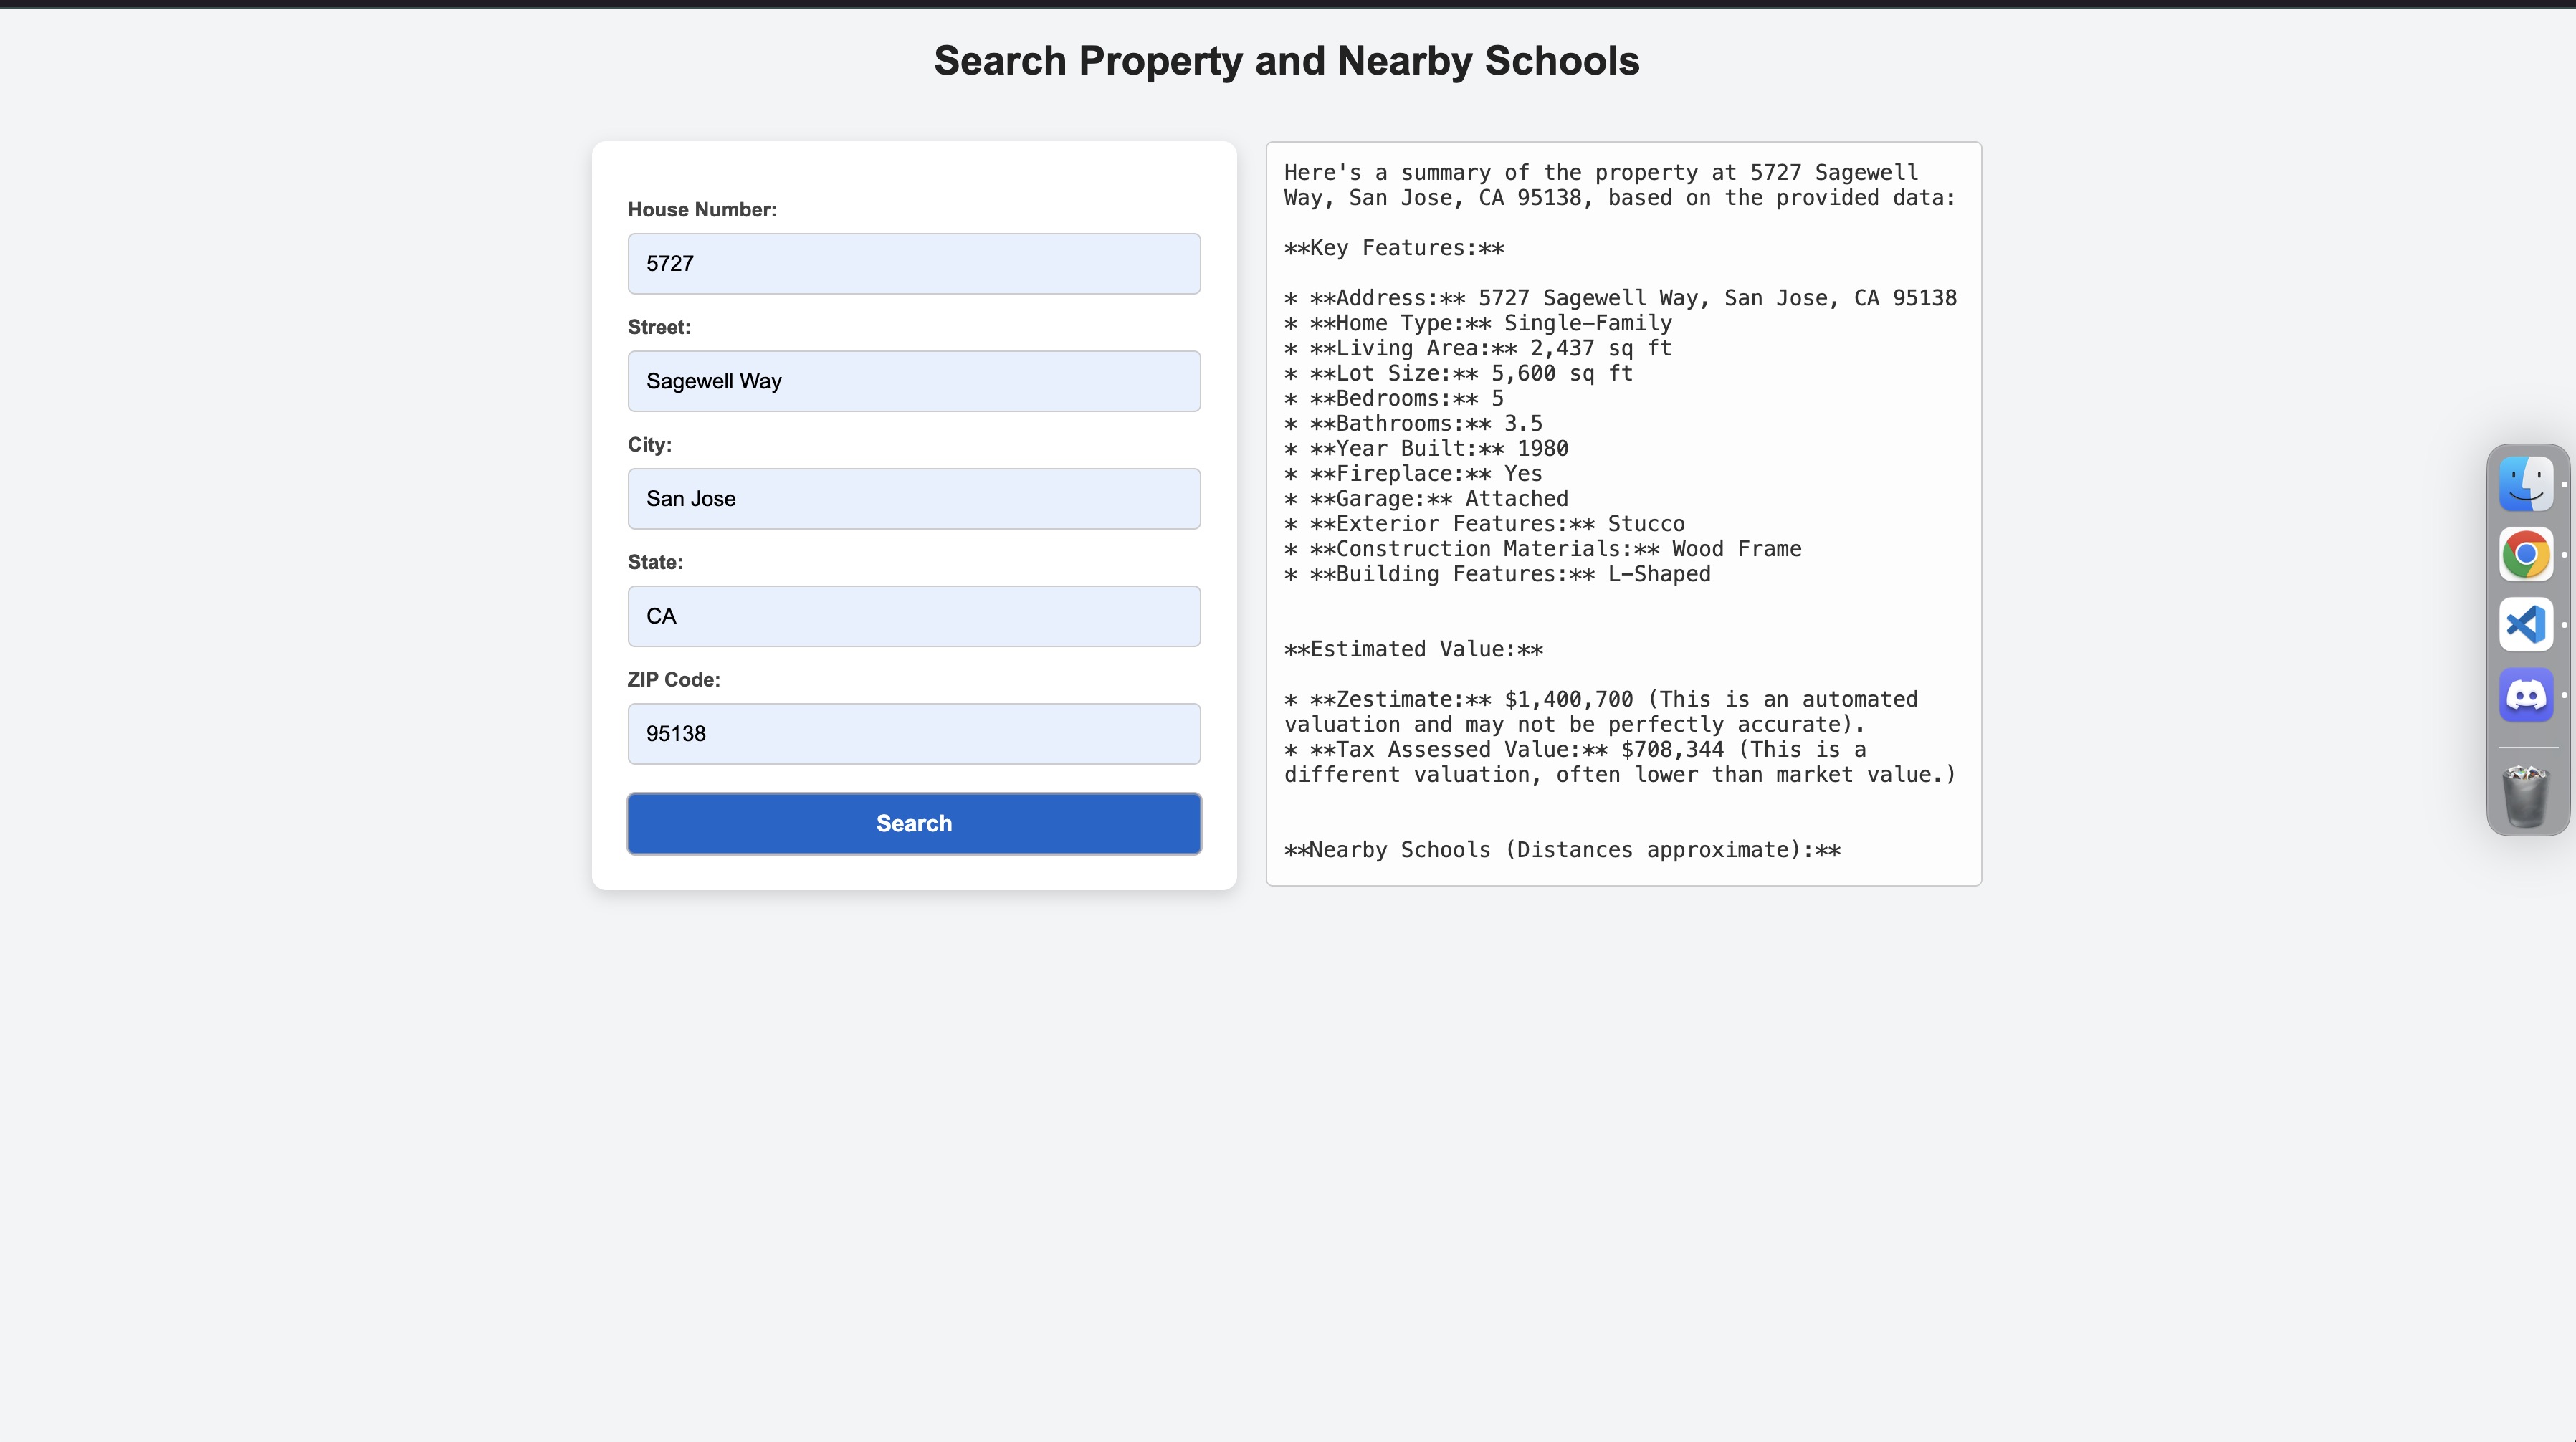 Search Property and Nearby Schools
House Number:
5727
Street:
Sagewell Way
City:
San Jose
State:
CA
ZIP Code:
95138
Search
Here's a summary of the property at 5727 Sagewell
Way, San Jose, CA 95138, based on the provided data:
**Key Features:**
* **Address:** 5727 Sagewell Way, San Jose, CA 95138
* **Home Type:** Single-Family
* **Living Area:** 2,437 sq ft
* **Lot Size:** 5,600 sq ft
* **Bedrooms:** 5
* **Bathrooms:** 3.5
* **Year Built:** 1980
* **Fireplace:** Yes
* **Garage:** Attached
* **Exterior Features:** Stucco
* **Construction Materials:** Wood Frame
* **Building Features:** L-Shaped
**Estimated Value:**
* **Zestimate:** $1,400,700 (This is an automated
valuation and may not be perfectly accurate).
* **Tax Assessed Value:** $708,344 (This is a
different valuation, often lower than market value.)
**Nearby Schools (Distances approximate):**